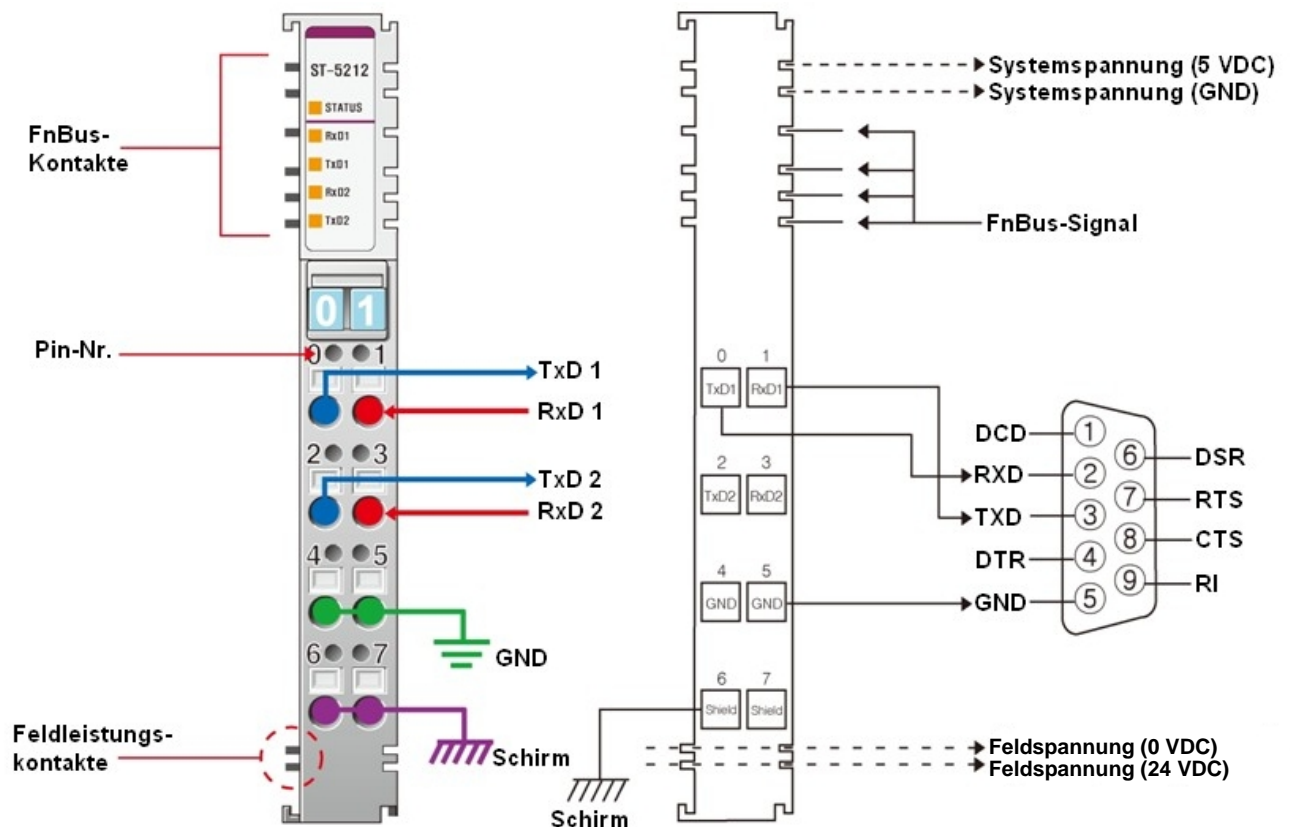 ST-5212
STATUS
RxD1
TxD1
RxD2
TxD2
FnBus-
Kontakte
01
Pin-Nr.
0 1
TxD 1
RxD 1
2 3
TxD 2
RxD 2
4 5
GND
6 7
Schirm
Feldleistungs-
kontakte
Systemspannung (5 VDC)
Systemspannung (GND)
FnBus-Signal
0 1
TxD1 RxD1
2 3
TxD2 RxD2
4 5
GND GND
6 7
Shield Shield
Schirm
Feldspannung (0 VDC)
Feldspannung (24 VDC)
DCD 1
RXD 2
TXD 3
DTR 4
GND 5
6 DSR
7 RTS
8 CTS
9 RI